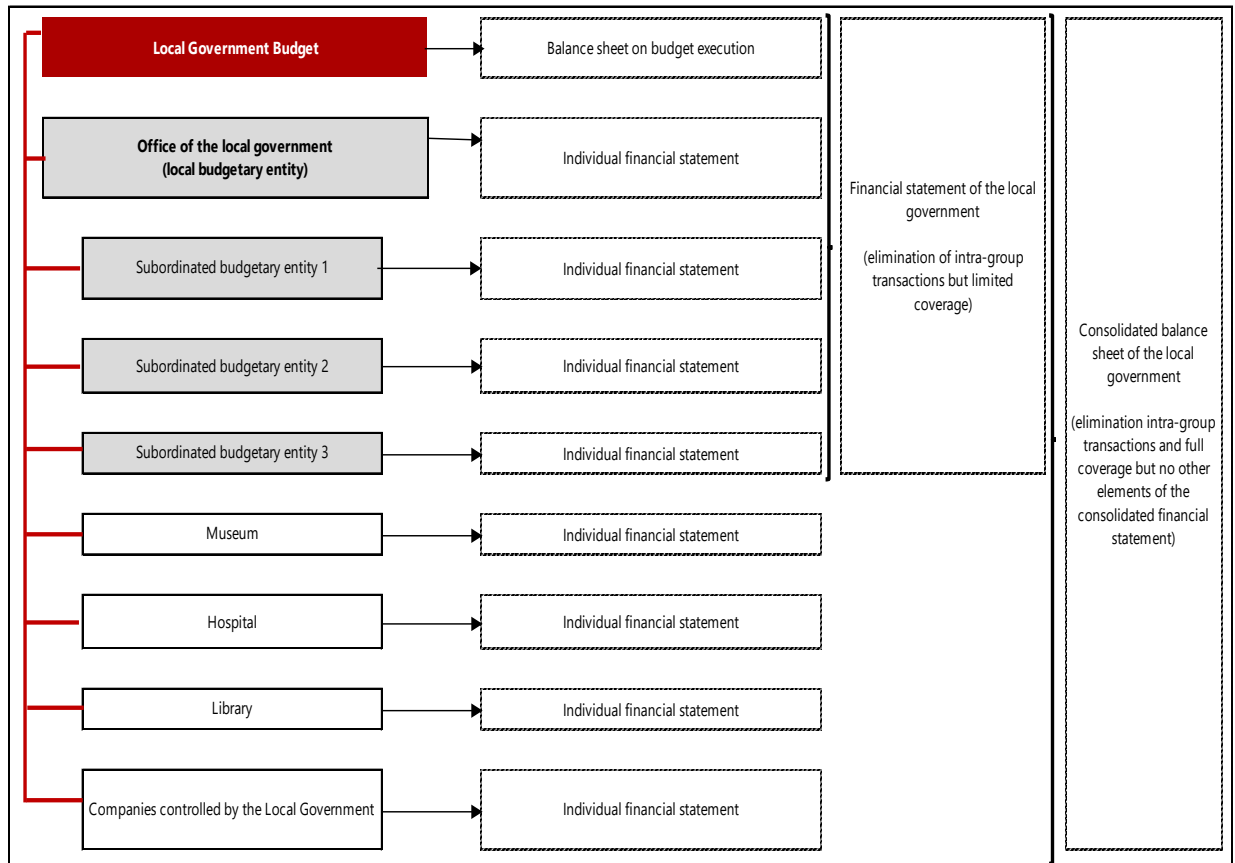 Local Government Budget
Balance sheet on budget execution
Office of the local government
(local budgetary entity)
Individual financial statement
Subordinated budgetary entity 1
Individual financial statement
Subordinated budgetary entity 2
Individual financial statement
Subordinated budgetary entity 3
Individual financial statement
Museum
Individual financial statement
Hospital
Individual financial statement
Library
Individual financial statement
Companies controlled by the Local Government
Individual financial statement
Financial statement of the local
government
(elimination of intra-group
transactions but limited
coverage)
Consolidated balance
sheet of the local
government
(elimination intra-group
transactions and full
coverage but no other
elements of the
consolidated financial
statement)